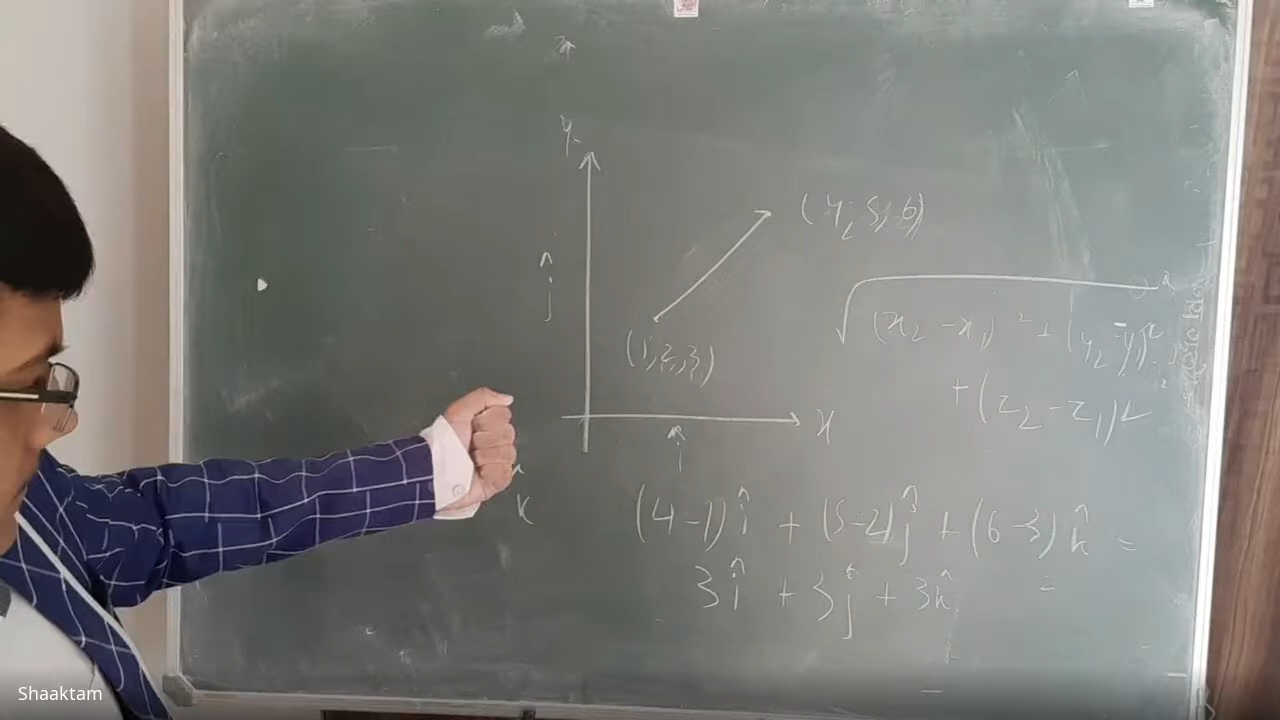 y
(4, 5, 6)
ĵ
√(x₂ - x₁)² + (y₂ - y₁)²
(1, 2, 3)
+ (z₂ - z₁)²
x
î
k̂
(4-1)î + (5-2)ĵ + (6-3)k̂ =
3î + 3ĵ + 3k̂
Shaaktam